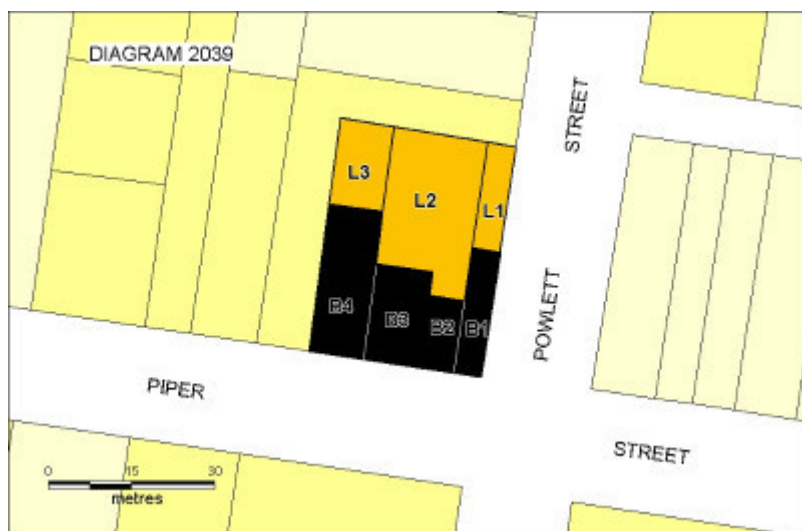 DIAGRAM 2039
STREET
L3
L2
L1
POWLETT
B4
B3
B2
B1
PIPER
STREET
0 15 30
metres